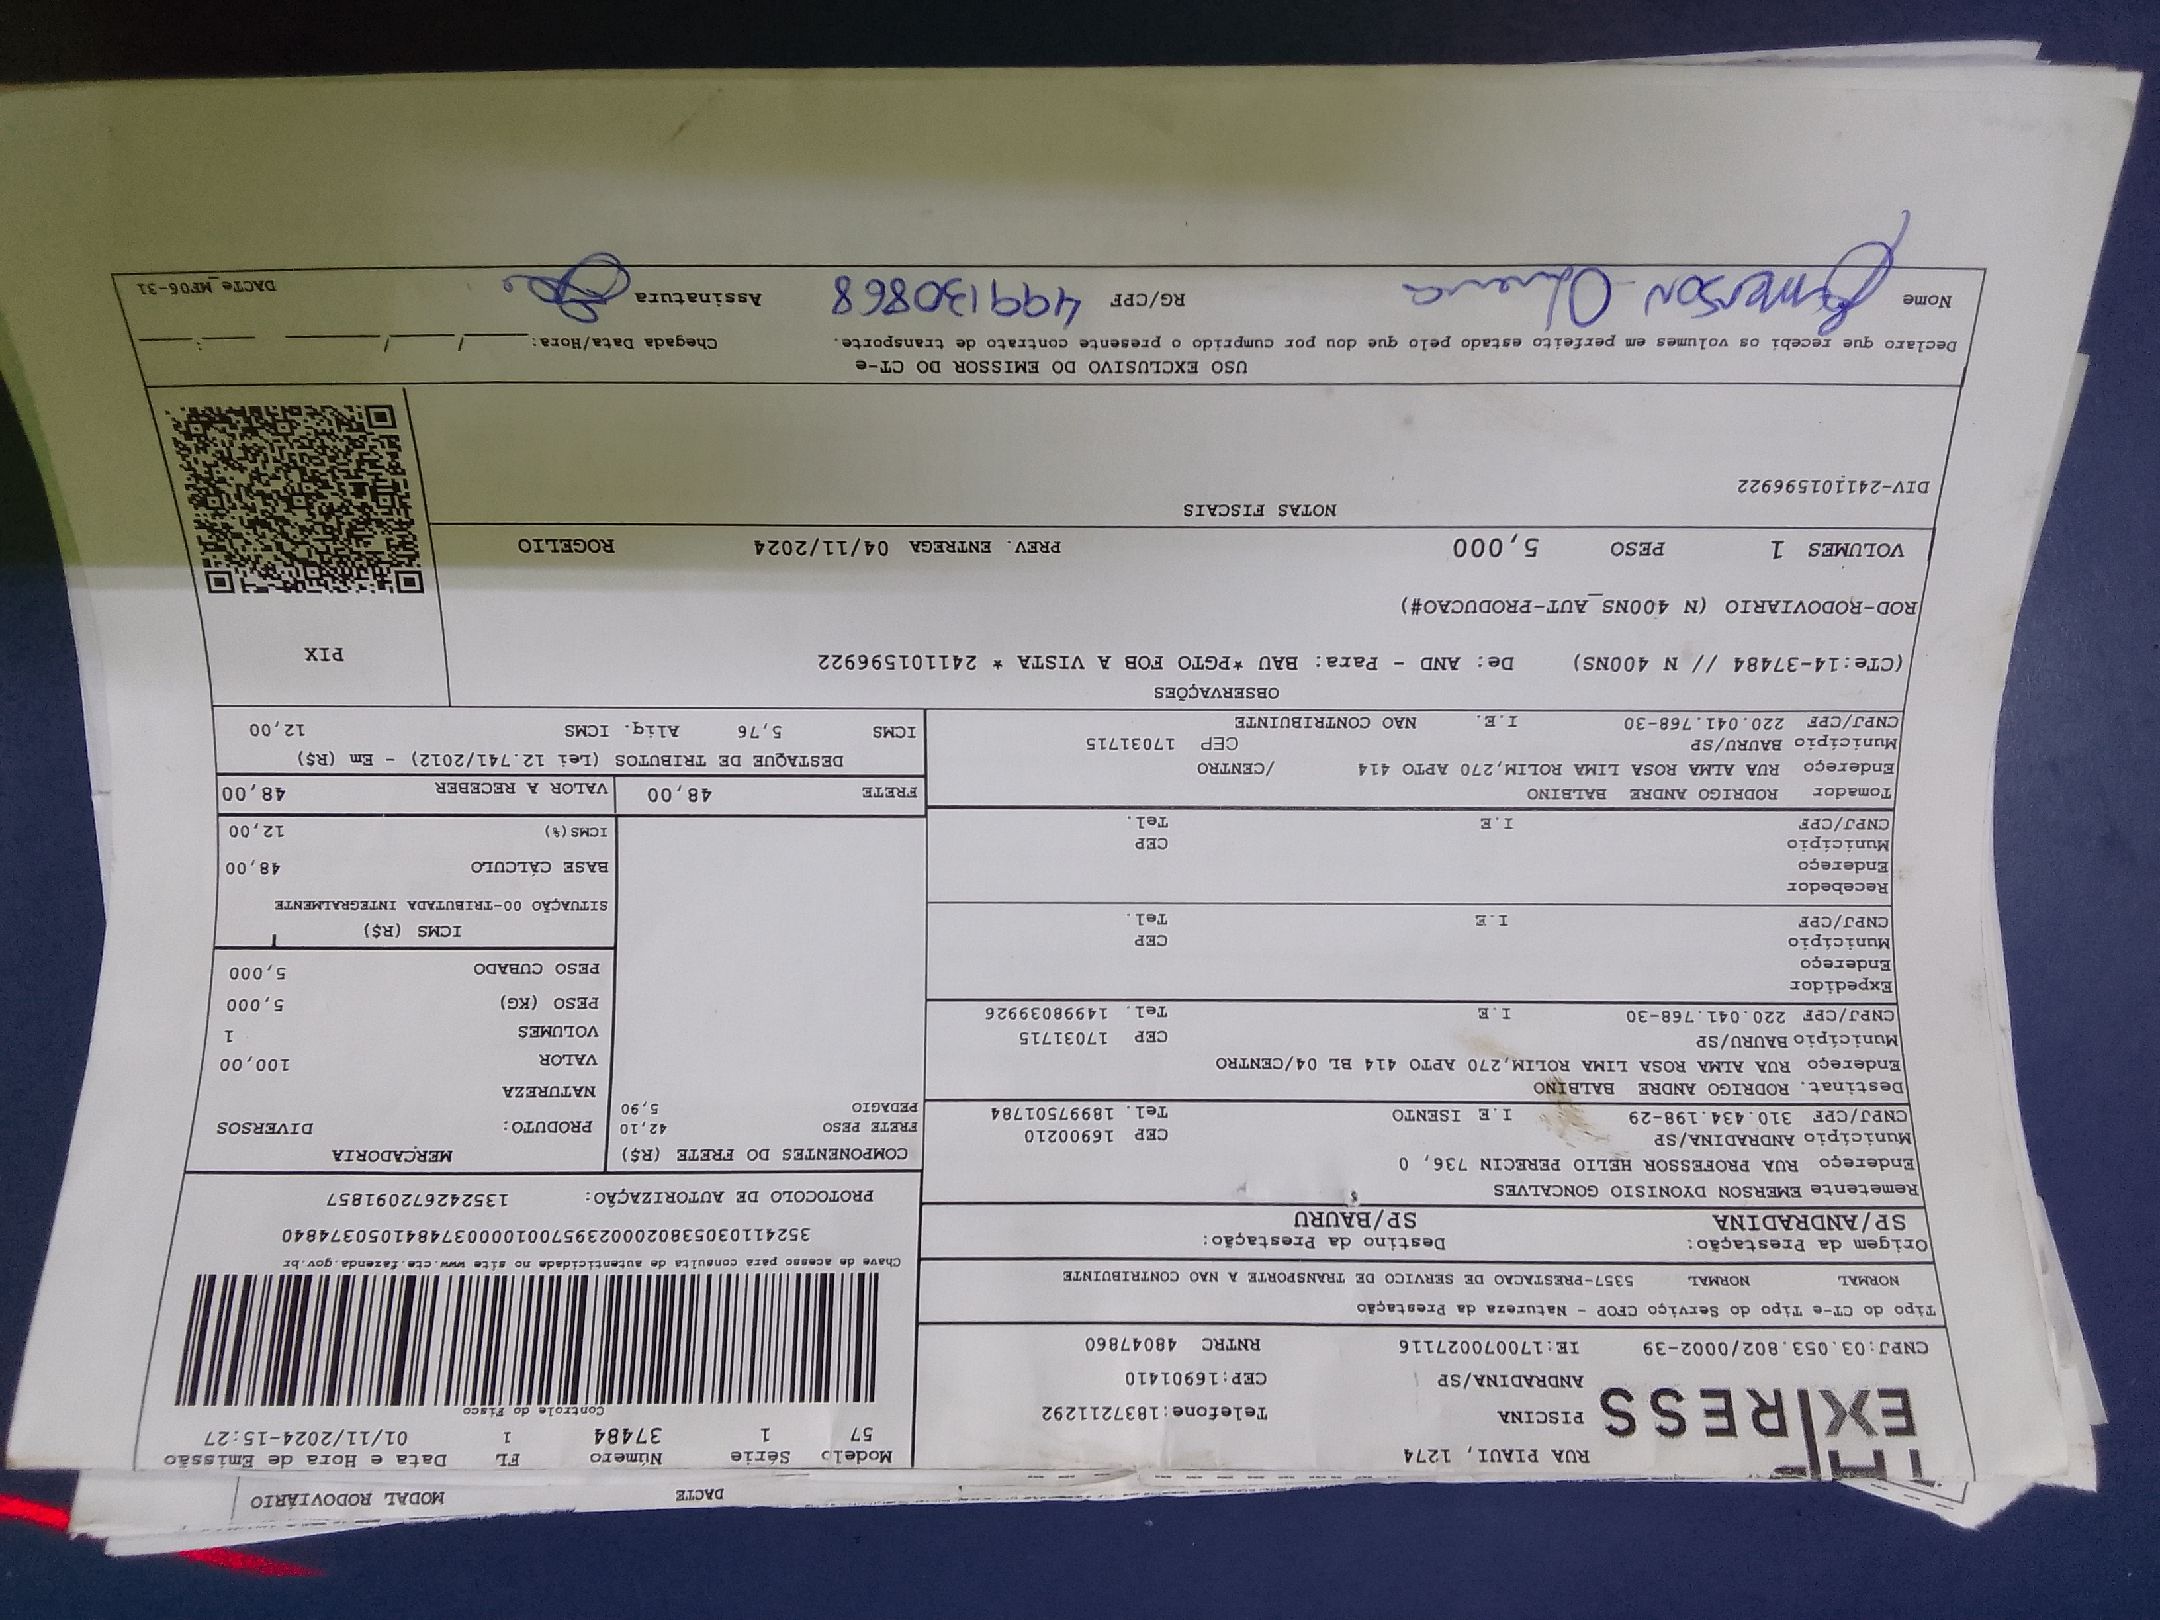 DACTE
MODAL RODOVIÁRIO
EXPRESS
RUA PIAUI, 1274
PISCINA
Telefone:1837211292
ANDRADINA/SP
CEP:16901410
CNPJ:03.053.802/0002-39 IE:170070027116 RNTRC 48047860
Modelo Série Número FL Data e Hora de Emissão
57 1 37484 1 01/11/2024-15:27
Controle do Fisco
Chave de acesso para consulta de autenticidade no site www.cte.fazenda.gov.br
PROTOCOLO DE AUTORIZAÇÃO: 135242672091857
Tipo do CT-e Tipo do Serviço CFOP - Natureza da Prestação
NORMAL NORMAL 5357-PRESTACAO DE SERVICO DE TRANSPORTE A NAO CONTRIBUINTE
Origem da Prestação: Destino da Prestação:
SP/ANDRADINA SP/BAURU
Remetente EMERSON DYONISIO GONCALVES
Endereço RUA PROFESSOR HELIO PERECIN 736, 0
Município ANDRADINA/SP CEP 16900210
CNPJ/CPF 310.434.198-29 I.E ISENTO Tel. 18997501784
Destinat. RODRIGO ANDRE BALBINO
Endereço RUA ALMA ROSA LIMA ROLIM,270 APTO 414 BL 04/CENTRO
Município BAURU/SP CEP 17031715
CNPJ/CPF 220.041.768-30 I.E Tel. 14998039926
Expedidor
Endereço
Município CEP
CNPJ/CPF I.E Tel.
Recebedor
Endereço
Município CEP
CNPJ/CPF I.E Tel.
Tomador RODRIGO ANDRE BALBINO
Endereço RUA ALMA ROSA LIMA ROLIM,270 APTO 414 /CENTRO
Município BAURU/SP CEP 17031715
CNPJ/CPF 220.041.768-30 I.E. NAO CONTRIBUINTE
COMPONENTES DO FRETE (R$)
FRETE PESO 42,10
PEDAGIO 5,90
MERCADORIA
PRODUTO: DIVERSOS
NATUREZA
VALOR 100,00
VOLUMES 1
PESO (KG) 5,000
PESO CUBADO 5,000
ICMS (R$)
SITUAÇÃO 00-TRIBUTADA INTEGRALMENTE
BASE CÁLCULO 48,00
ICMS(%) 12,00
FRETE 48,00 VALOR A RECEBER 48,00
DESTAQUE DE TRIBUTOS (Lei 12.741/2012) - Em (R$)
ICMS 5,76 Aliq. ICMS 12,00
OBSERVAÇÕES
(CTe:14-37484 // N 400NS) De: AND - Para: BAU *PGTO FOB A VISTA * 241101596922
ROD-RODOVIARIO (N 400NS_AUT-PRODUCAO#)
PIX
VOLUMES 1 PESO 5,000 PREV. ENTREGA 04/11/2024 ROGELIO
NOTAS FISCAIS
DIV-241101596922
USO EXCLUSIVO DO EMISSOR DO CT-e
Declaro que recebi os volumes em perfeito estado pelo que dou por cumprido o presente contrato de transporte. Chegada Data/Hora: ___/___/___ ___:___
Nome Emerson Oliveira RG/CPF 499130868 Assinatura
DACTe MF06-31